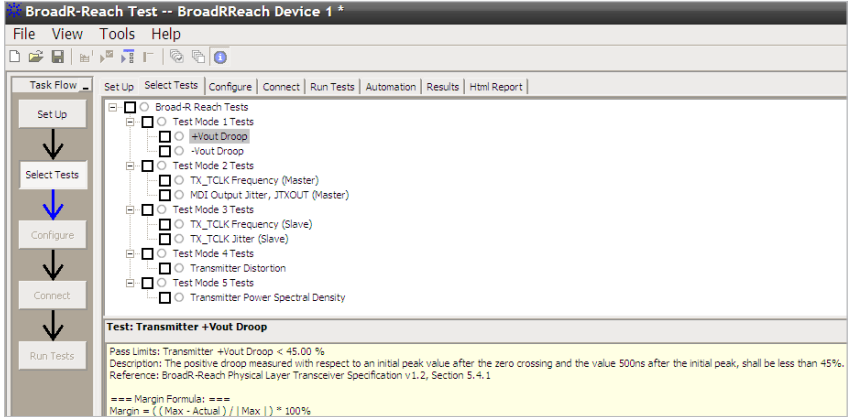 BroadR-Reach Test -- BroadRReach Device 1 *
File View Tools Help
Task Flow
Set Up Select Tests Configure Connect Run Tests Automation Results Html Report
Set Up
Select Tests
Configure
Connect
Run Tests
Broad-R Reach Tests
Test Mode 1 Tests
+Vout Droop
-Vout Droop
Test Mode 2 Tests
TX_TCLK Frequency (Master)
MDI Output Jitter, JTXOUT (Master)
Test Mode 3 Tests
TX_TCLK Frequency (Slave)
TX_TCLK Jitter (Slave)
Test Mode 4 Tests
Transmitter Distortion
Test Mode 5 Tests
Transmitter Power Spectral Density
Test: Transmitter +Vout Droop
Pass Limits: Transmitter +Vout Droop < 45.00 %
Description: The positive droop measured with respect to an initial peak value after the zero crossing and the value 500ns after the initial peak, shall be less than 45%.
Reference: BroadR-Reach Physical Layer Transceiver Specification v1.2, Section 5.4.1
=== Margin Formula: ===
Margin = ( ( Max - Actual ) / | Max | ) * 100%